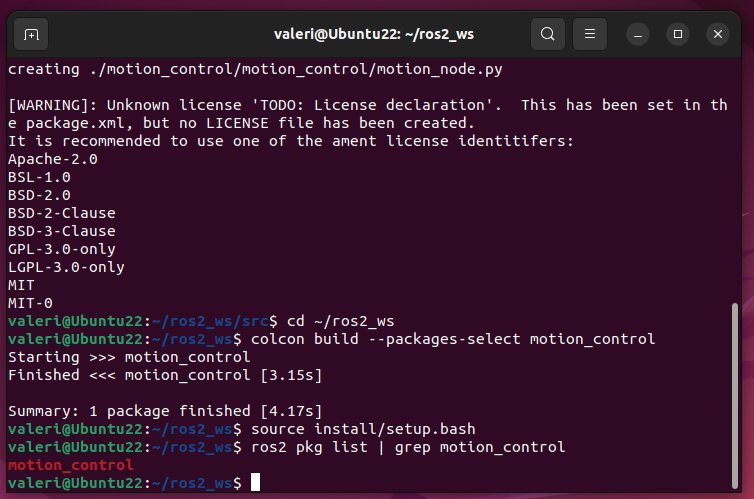 valeri@Ubuntu22: ~/ros2_ws
creating ./motion_control/motion_control/motion_node.py
[WARNING]: Unknown license 'TODO: License declaration'.  This has been set in th
e package.xml, but no LICENSE file has been created.
It is recommended to use one of the ament license identitifers:
Apache-2.0
BSL-1.0
BSD-2.0
BSD-2-Clause
BSD-3-Clause
GPL-3.0-only
LGPL-3.0-only
MIT
MIT-0
valeri@Ubuntu22:~/ros2_ws/src$ cd ~/ros2_ws
valeri@Ubuntu22:~/ros2_ws$ colcon build --packages-select motion_control
Starting >>> motion_control
Finished <<< motion_control [3.15s]
Summary: 1 package finished [4.17s]
valeri@Ubuntu22:~/ros2_ws$ source install/setup.bash
valeri@Ubuntu22:~/ros2_ws$ ros2 pkg list | grep motion_control
motion_control
valeri@Ubuntu22:~/ros2_ws$